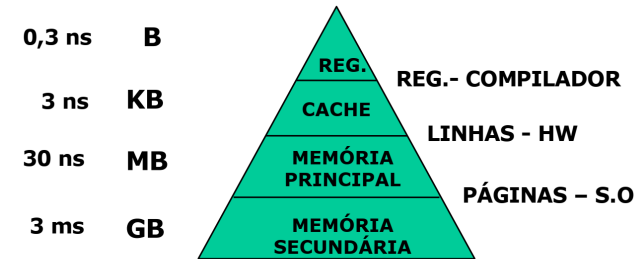 0,3 ns B
REG.
REG.- COMPILADOR
3 ns KB
CACHE
LINHAS - HW
30 ns MB
MEMÓRIA
PRINCIPAL
PÁGINAS – S.O
3 ms GB
MEMÓRIA
SECUNDÁRIA